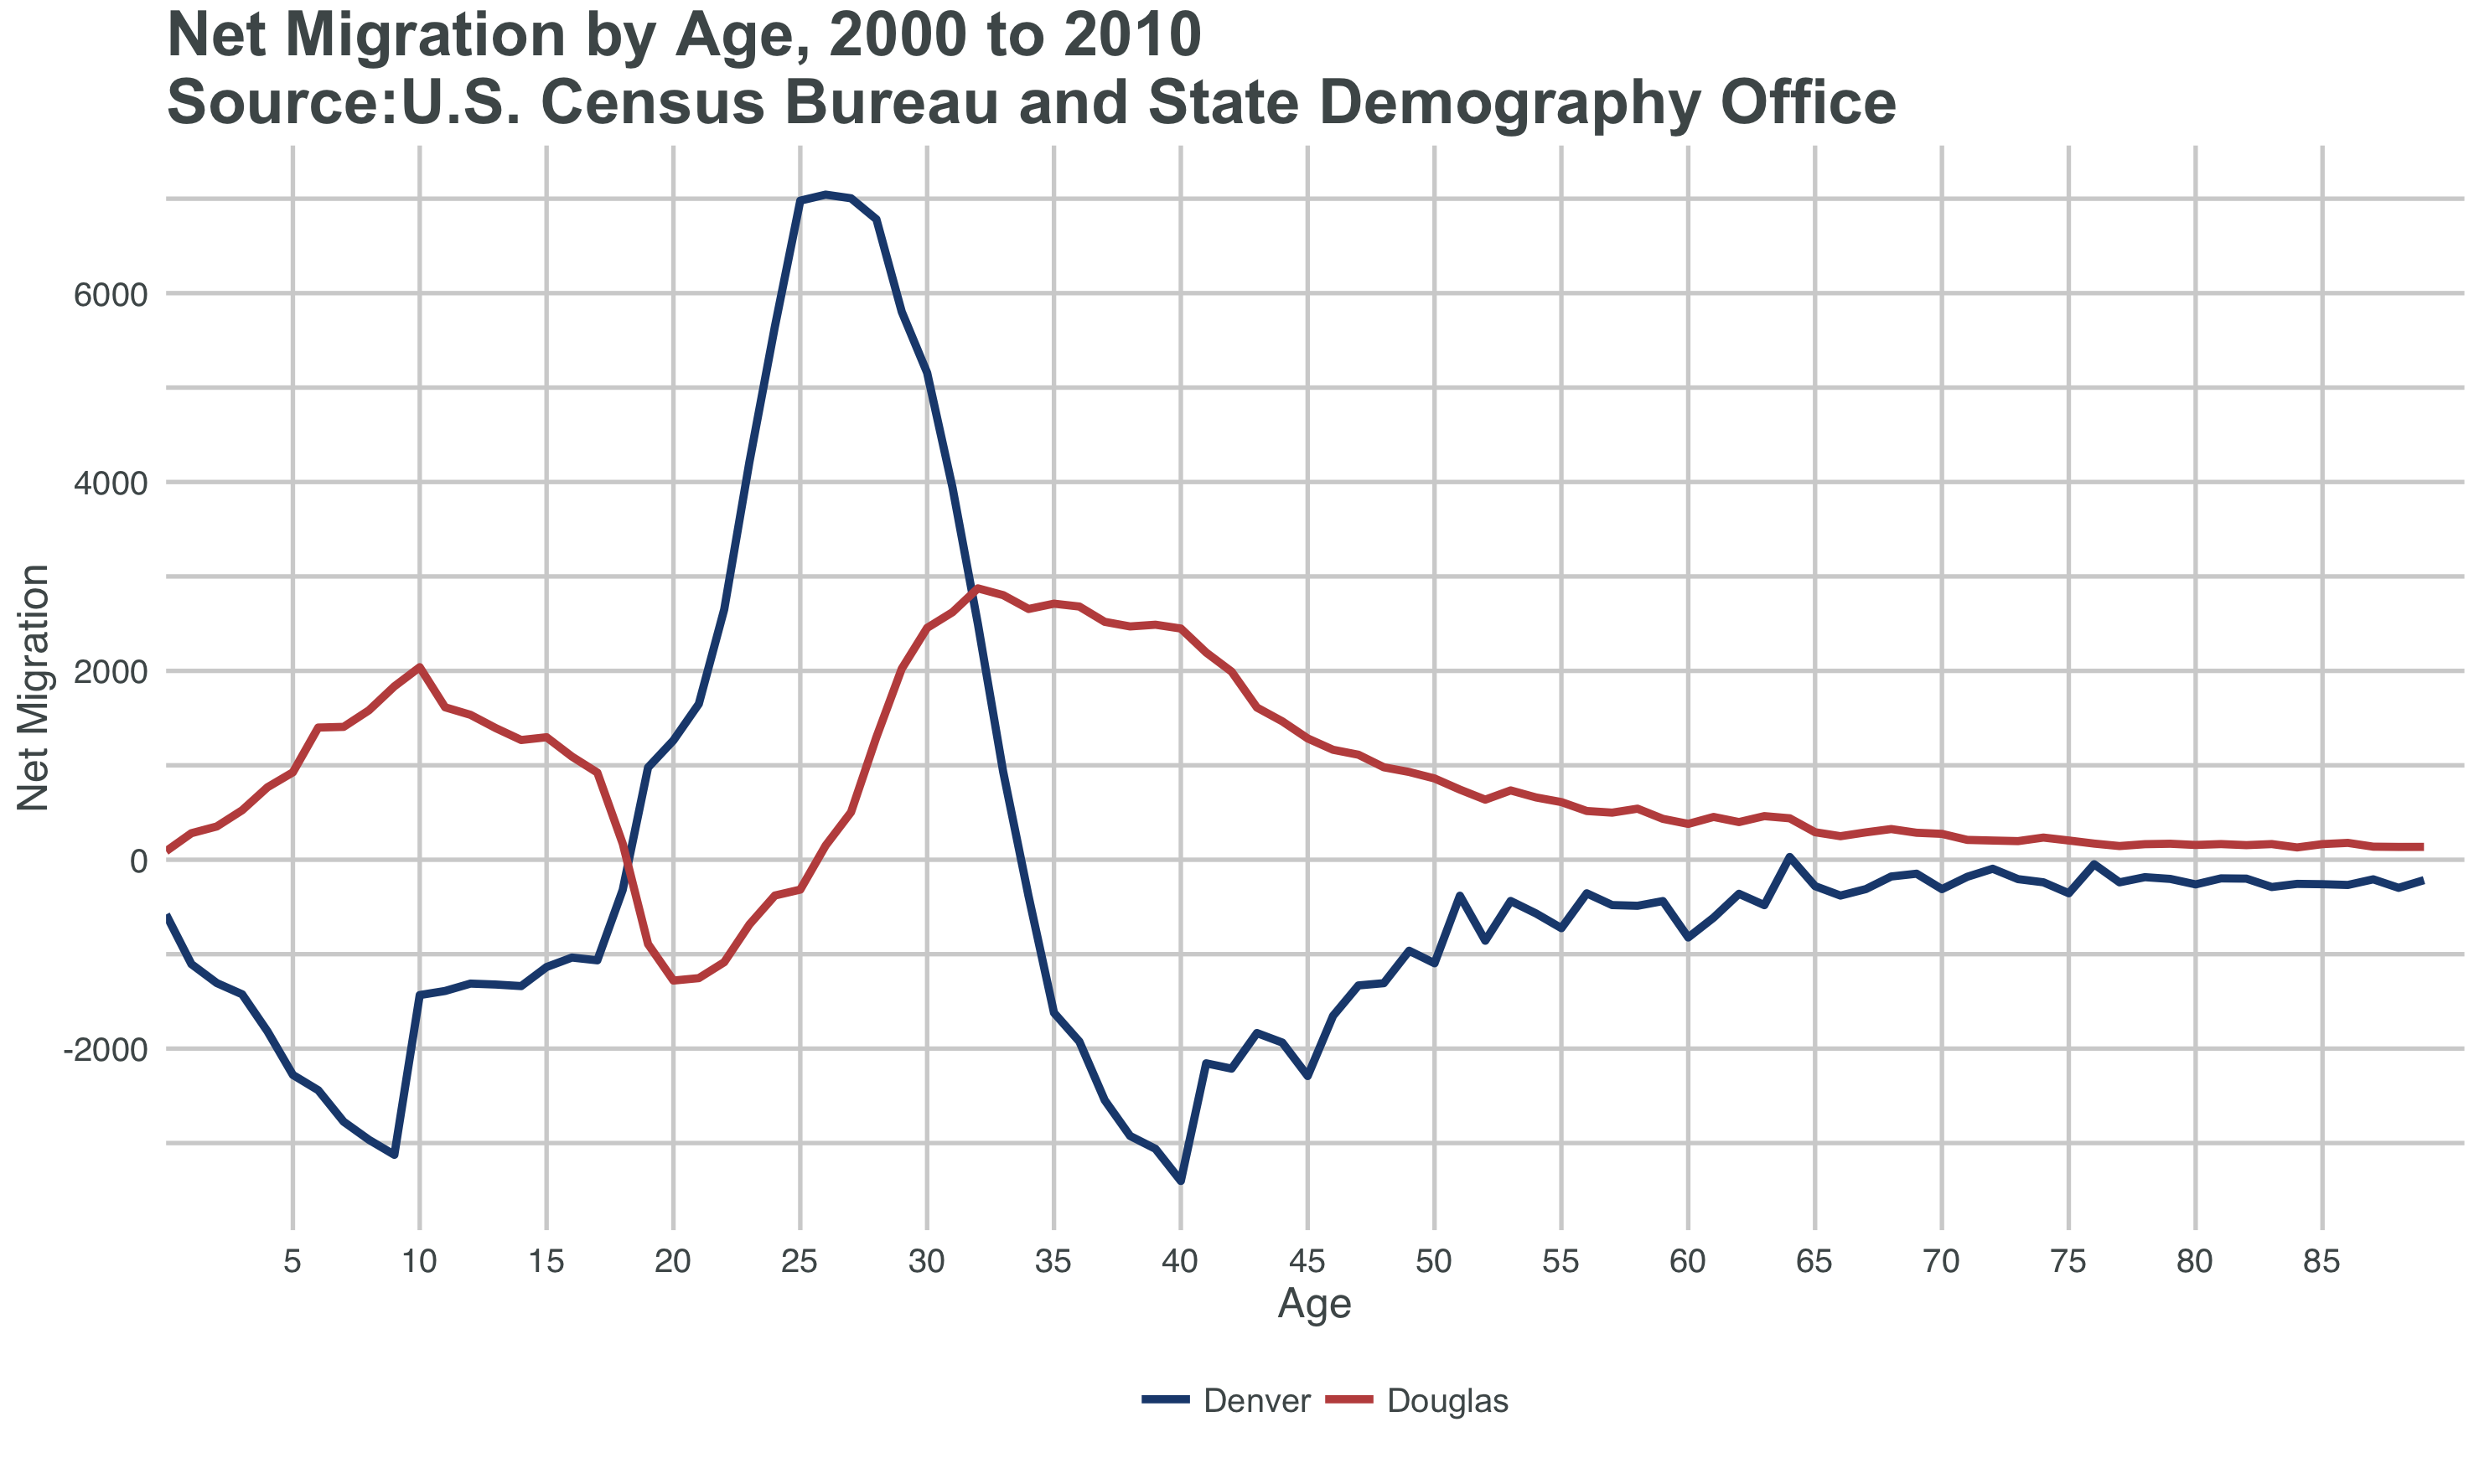 Net Migration by Age, 2000 to 2010
Source:U.S. Census Bureau and State Demography Office
Net Migration
6000
4000
2000
0
-2000
5 10 15 20 25 30 35 40 45 50 55 60 65 70 75 80 85
Age
Denver Douglas